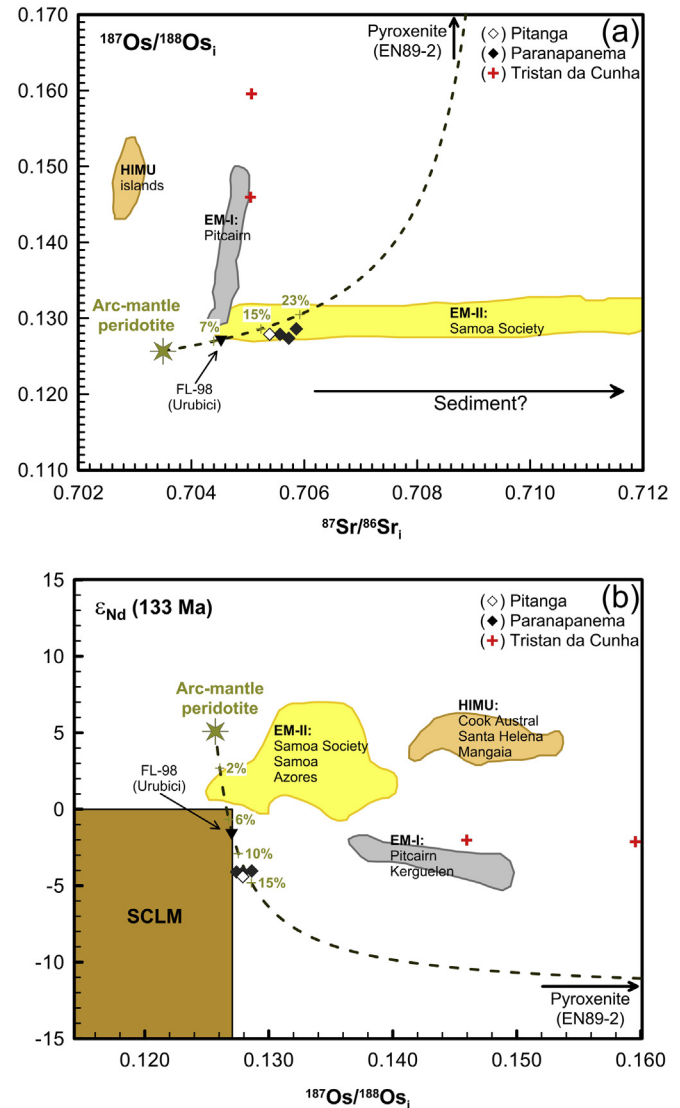 0.170
0.160
0.150
0.140
0.130
0.120
0.110
¹⁸⁷Os/¹⁸⁸Osᵢ
Pyroxenite
(EN89-2)
(a)
(◇) Pitanga
(◆) Paranapanema
(+) Tristan da Cunha
HIMU
islands
EM-I:
Pitcairn
Arc-mantle
peridotite
7%
15%
23%
EM-II:
Samoa Society
FL-98
(Urubici)
Sediment?
0.702
0.704
0.706
0.708
0.710
0.712
⁸⁷Sr/⁸⁶Srᵢ
15
10
5
0
-5
-10
-15
εNd (133 Ma)
(b)
(◇) Pitanga
(◆) Paranapanema
(+) Tristan da Cunha
Arc-mantle
peridotite
EM-II:
Samoa Society
Samoa
Azores
HIMU:
Cook Austral
Santa Helena
Mangaia
FL-98
(Urubici)
2%
6%
10%
15%
EM-I:
Pitcairn
Kerguelen
SCLM
Pyroxenite
(EN89-2)
0.120
0.130
0.140
0.150
0.160
¹⁸⁷Os/¹⁸⁸Osᵢ